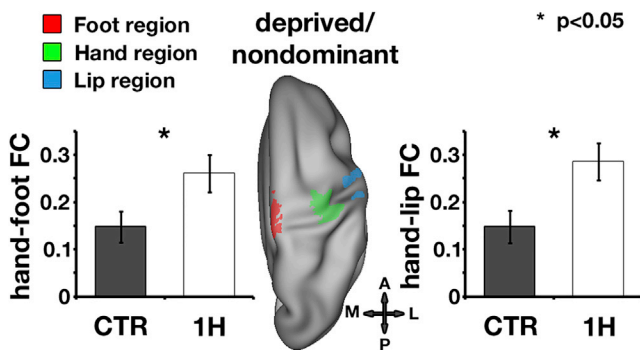 Foot region
Hand region
Lip region
deprived/
nondominant
* p<0.05
hand-foot FC
0.3
0.2
0.1
0
*
CTR
1H
A
M
L
P
hand-lip FC
0.3
0.2
0.1
0
*
CTR
1H